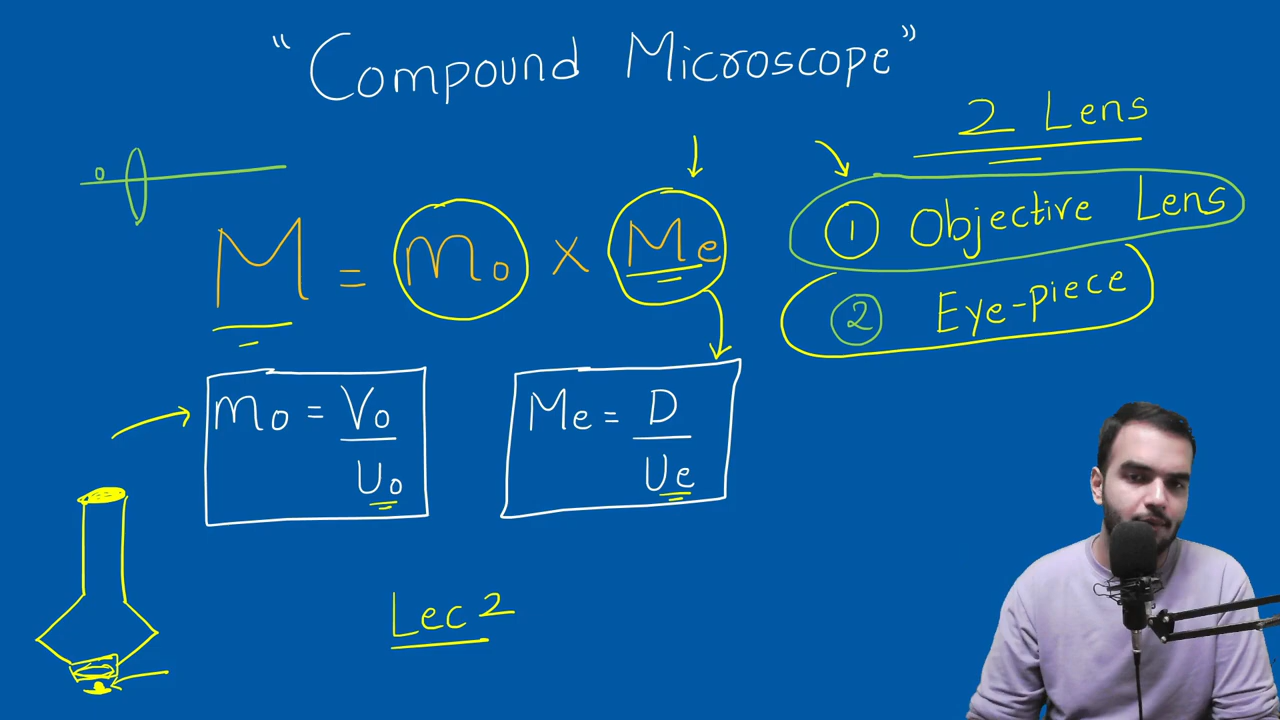 "Compound Microscope"
2 Lens
1 Objective Lens
2 Eye-piece
o
M = mo × Me
mo = Vo / Uo
Me = D / Ue
Lec 2